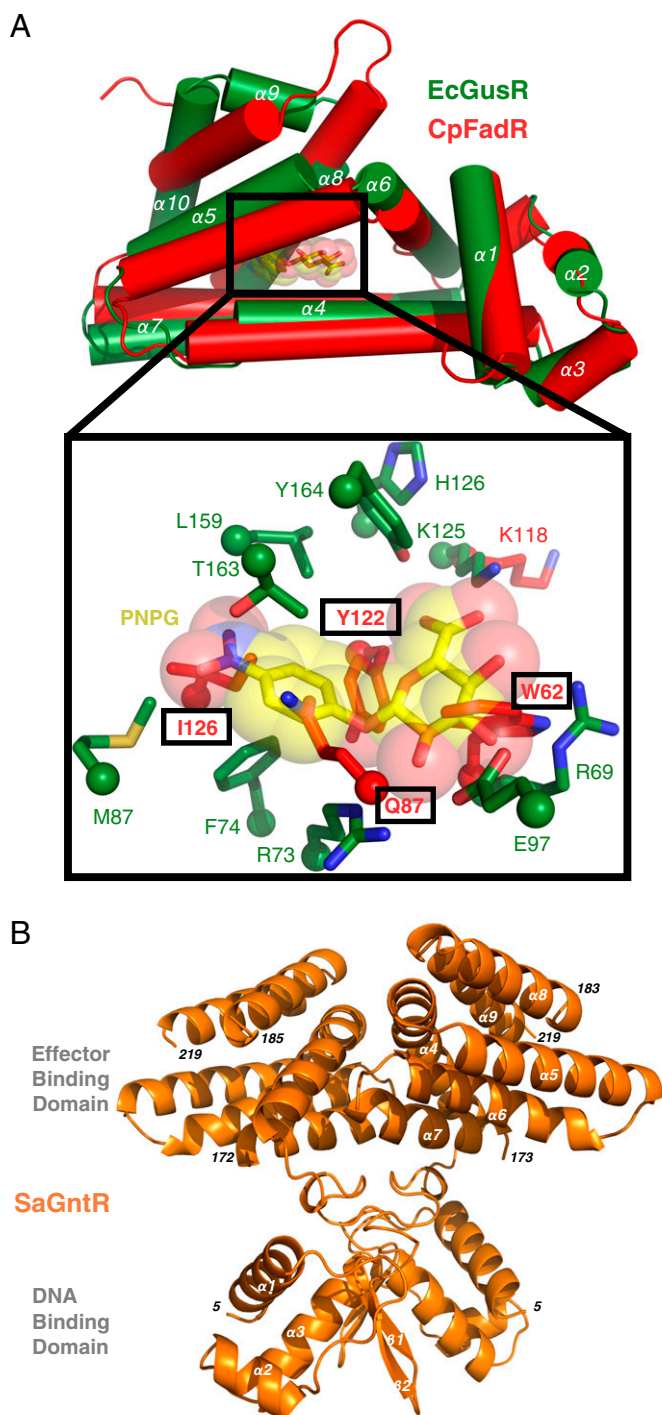 A
EcGusR
CpFadR
α9
α8
α6
α10
α5
α1
α2
α4
α7
α3
Y164
H126
L159
K125
K118
T163
PNPG
Y122
W62
I126
R69
M87
Q87
F74
E97
R73
B
183
α8
185
α9
219
219
Effector
Binding
Domain
α4
α5
α6
α7
172
173
SaGntR
DNA
Binding
Domain
α1
5
5
α3
α2
β1
β2